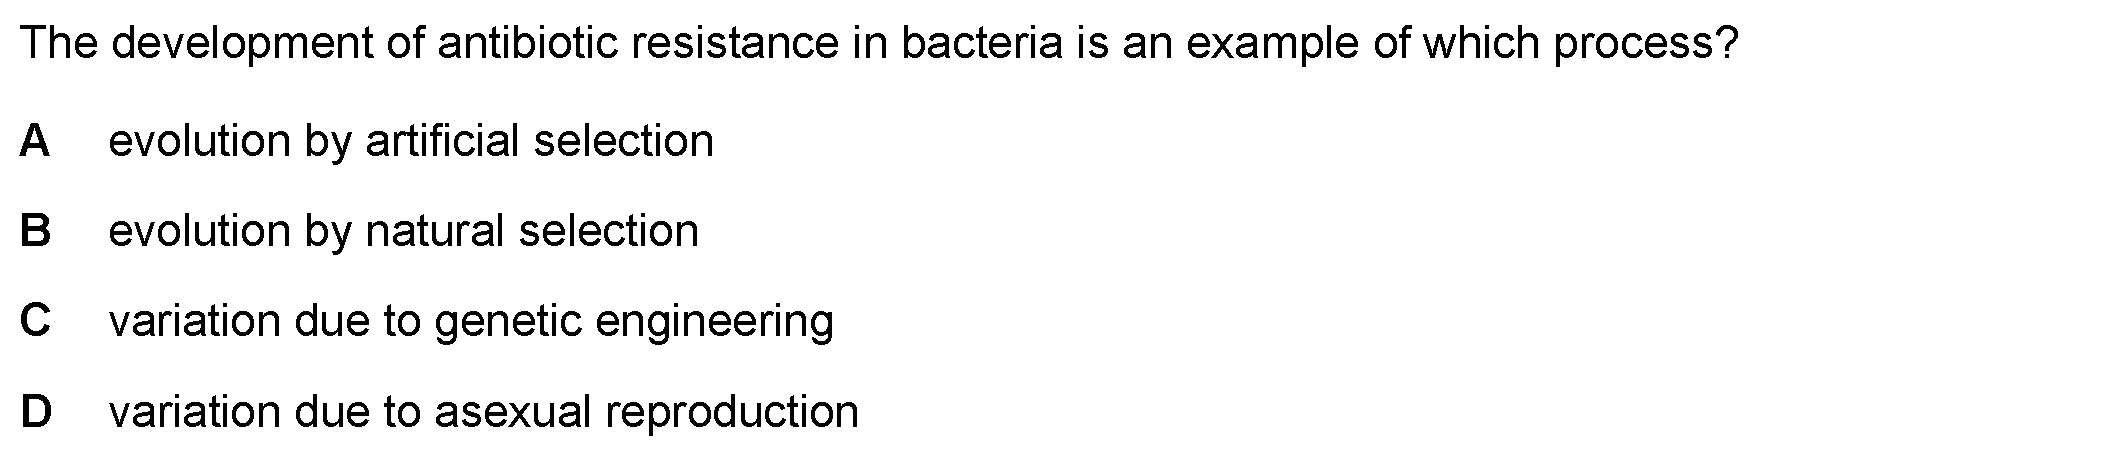 The development of antibiotic resistance in bacteria is an example of which process?
A evolution by artificial selection
B evolution by natural selection
C variation due to genetic engineering
D variation due to asexual reproduction